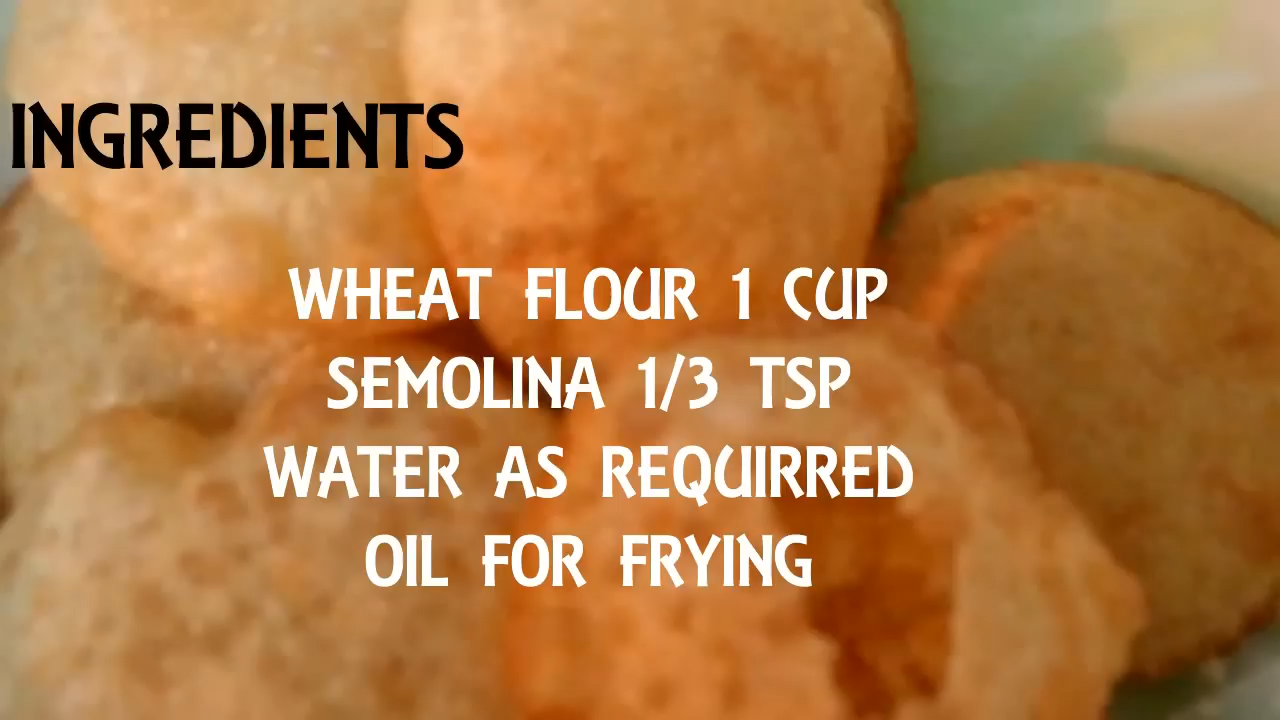 INGREDIENTS
WHEAT FLOUR 1 CUP
SEMOLINA 1/3 TSP
WATER AS REQUIRRED
OIL FOR FRYING